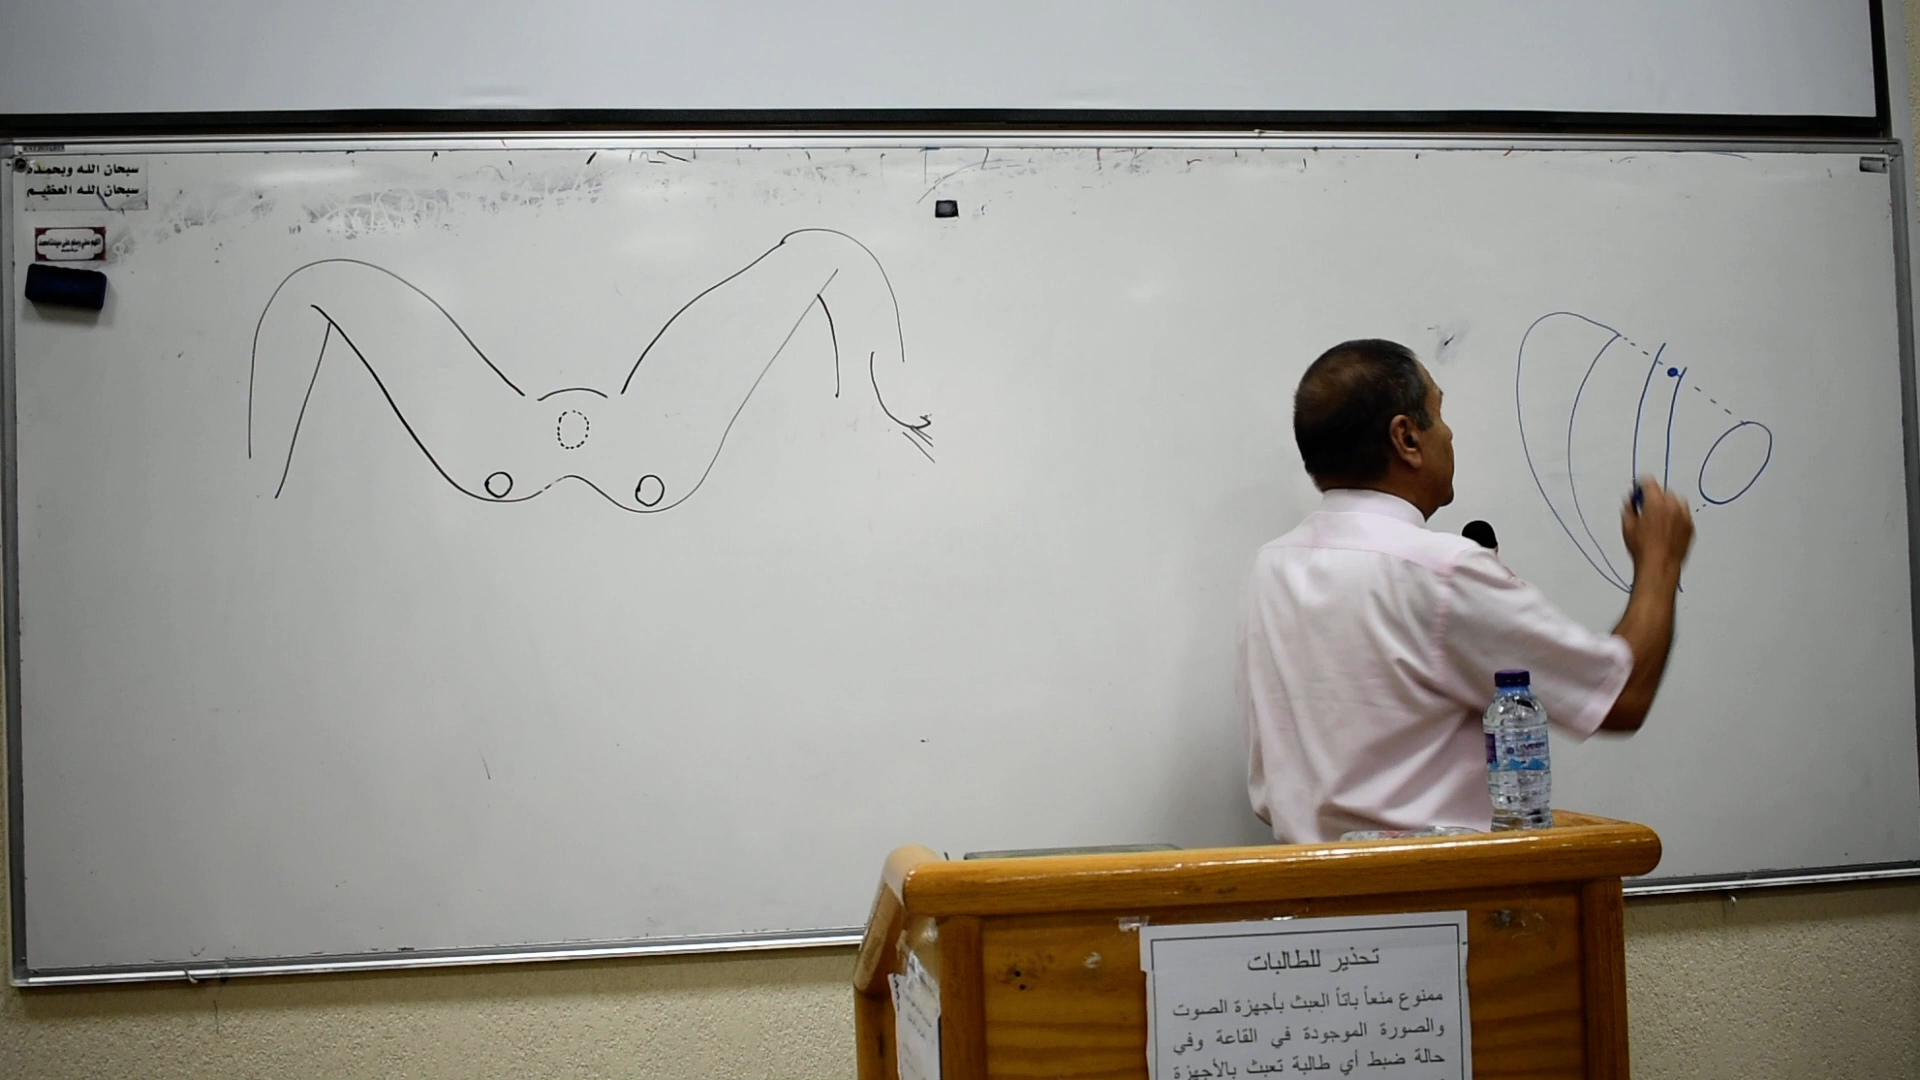 سبحان الله وبحمده
سبحان الله العظيم
تحذير للطالبات
ممنوع منعاً باتاً العبث بأجهزة الصوت
والصورة الموجودة في القاعة وفي
حالة ضبط أي طالبة تعبث بالأجهزة